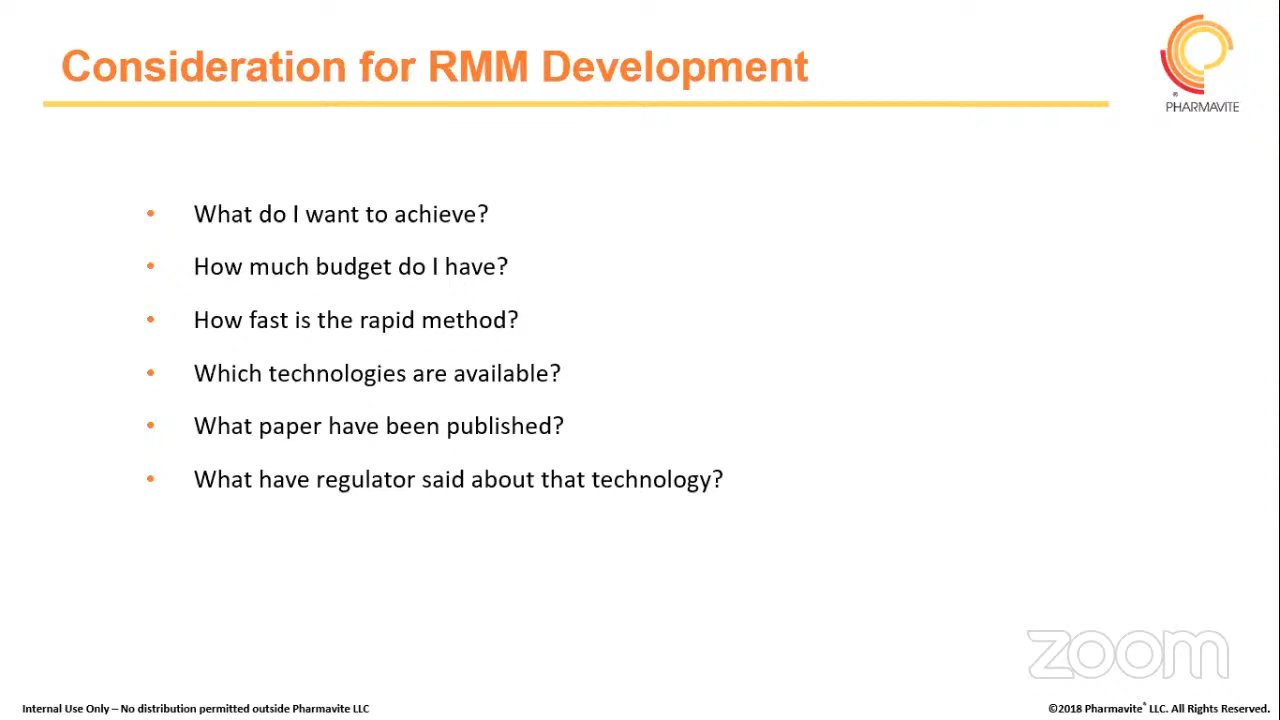 Consideration for RMM Development
PHARMAVITE
®
• What do I want to achieve?
• How much budget do I have?
• How fast is the rapid method?
• Which technologies are available?
• What paper have been published?
• What have regulator said about that technology?
zoom
Internal Use Only – No distribution permitted outside Pharmavite LLC
©2018 Pharmavite® LLC. All Rights Reserved.